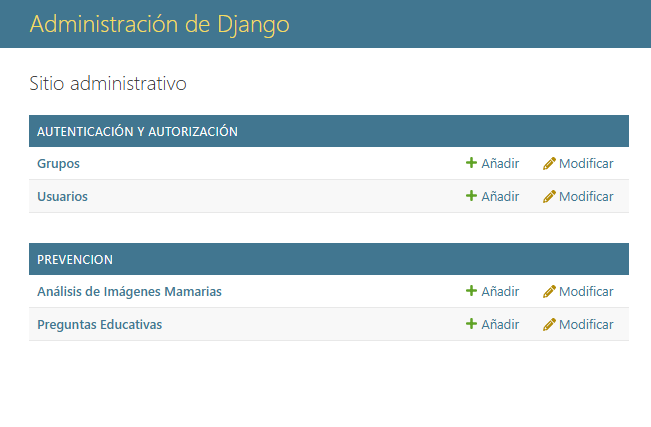 Administración de Django
Sitio administrativo
AUTENTICACIÓN Y AUTORIZACIÓN
Grupos Añadir Modificar
Usuarios Añadir Modificar
PREVENCION
Análisis de Imágenes Mamarias Añadir Modificar
Preguntas Educativas Añadir Modificar